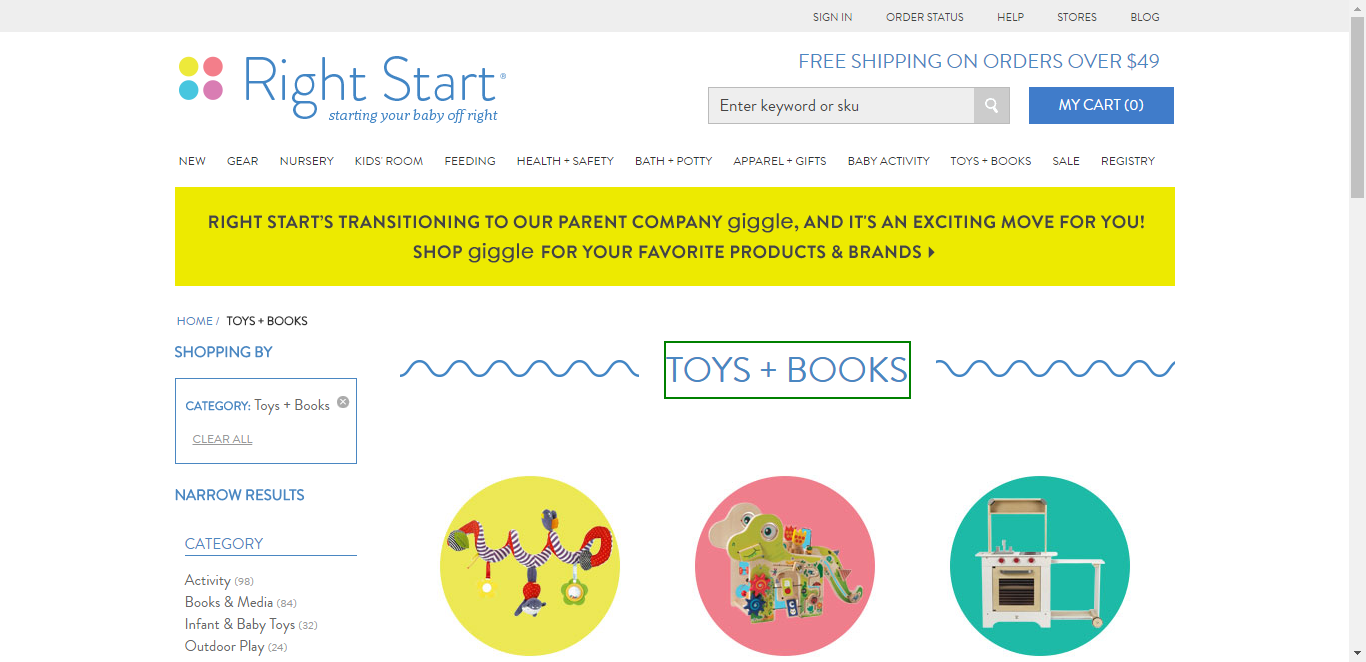 SIGN IN ORDER STATUS HELP STORES BLOG
Right Start®
starting your baby off right
FREE SHIPPING ON ORDERS OVER $49
Enter keyword or sku
MY CART (0)
NEW GEAR NURSERY KIDS' ROOM FEEDING HEALTH + SAFETY BATH + POTTY APPAREL + GIFTS BABY ACTIVITY TOYS + BOOKS SALE REGISTRY
RIGHT START'S TRANSITIONING TO OUR PARENT COMPANY giggle, AND IT'S AN EXCITING MOVE FOR YOU!
SHOP giggle FOR YOUR FAVORITE PRODUCTS & BRANDS
HOME / TOYS + BOOKS
SHOPPING BY
CATEGORY: Toys + Books
CLEAR ALL
NARROW RESULTS
CATEGORY
Activity (98)
Books & Media (84)
Infant & Baby Toys (32)
Outdoor Play (24)
TOYS + BOOKS